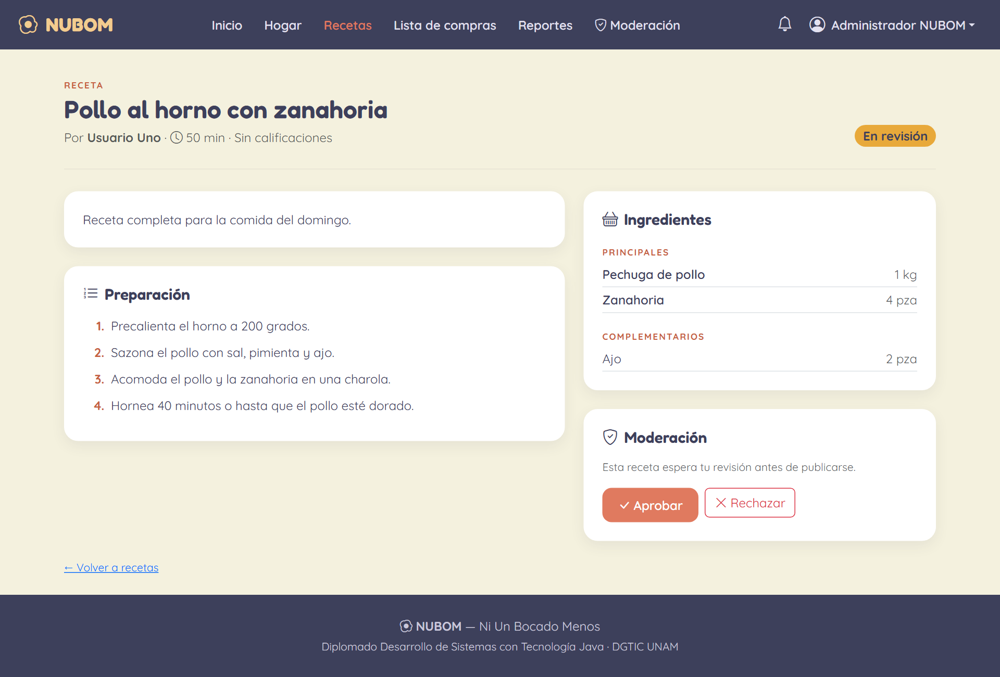 NUBOM
Inicio
Hogar
Recetas
Lista de compras
Reportes
Moderación
Administrador NUBOM
RECETA
Pollo al horno con zanahoria
Por Usuario Uno · 50 min · Sin calificaciones
En revisión
Receta completa para la comida del domingo.
Preparación
1. Precalienta el horno a 200 grados.
2. Sazona el pollo con sal, pimienta y ajo.
3. Acomoda el pollo y la zanahoria en una charola.
4. Hornea 40 minutos o hasta que el pollo esté dorado.
Ingredientes
PRINCIPALES
Pechuga de pollo 1 kg
Zanahoria 4 pza
COMPLEMENTARIOS
Ajo 2 pza
Moderación
Esta receta espera tu revisión antes de publicarse.
Aprobar
Rechazar
← Volver a recetas
NUBOM — Ni Un Bocado Menos
Diplomado Desarrollo de Sistemas con Tecnología Java · DGTIC UNAM